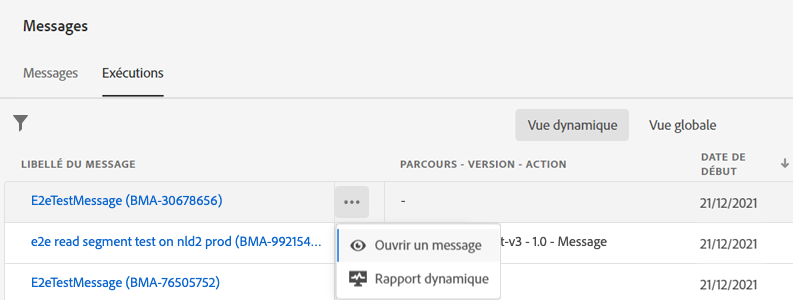 Messages
Messages Exécutions
Vue dynamique Vue globale
LIBELLÉ DU MESSAGE PARCOURS - VERSION - ACTION DATE DE
DÉBUT
E2eTestMessage (BMA-30678656) ... - 21/12/2021
e2e read segment test on nld2 prod (BMA-992154... t-v3 - 1.0 - Message 21/12/2021
Ouvrir un message
Rapport dynamique
E2eTestMessage (BMA-76505752) 21/12/2021